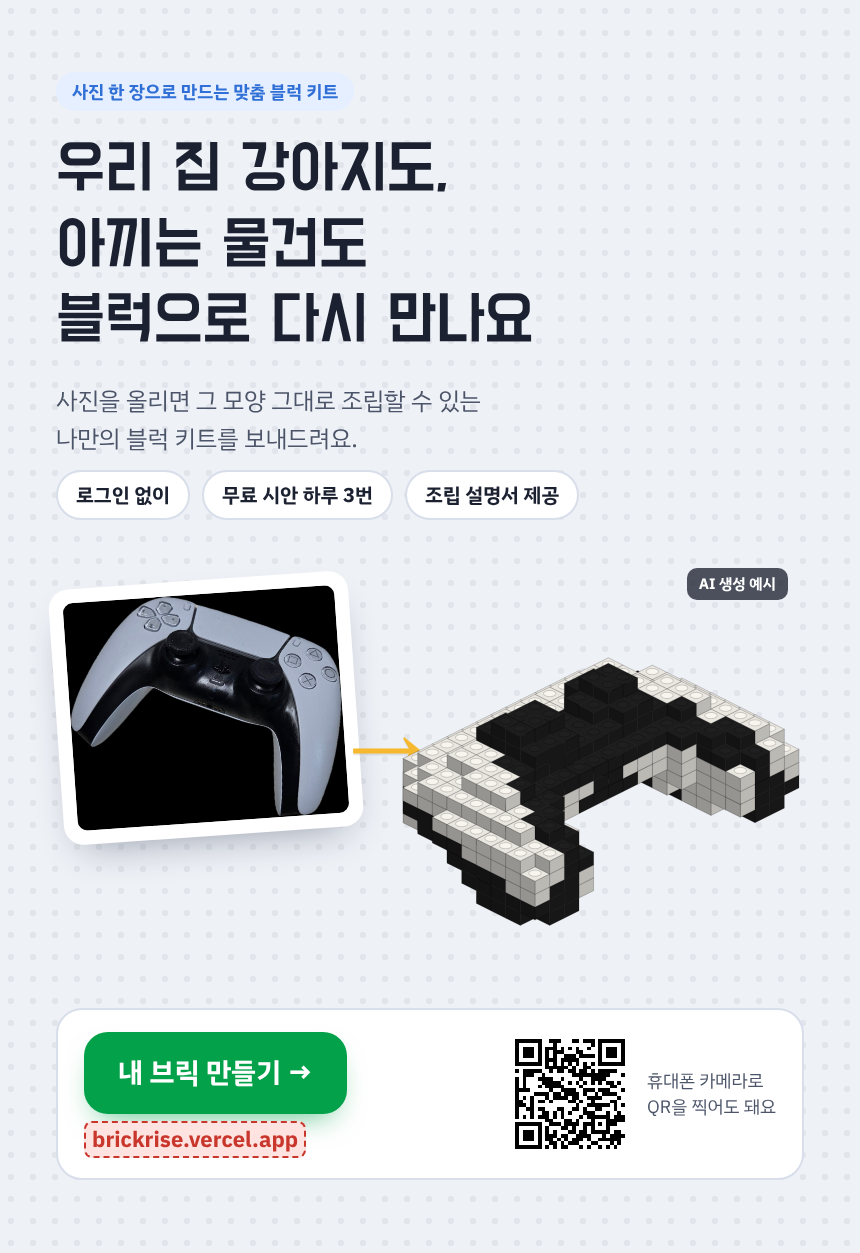 사진 한 장으로 만드는 맞춤 블럭 키트
우리 집 강아지도,
아끼는 물건도
블럭으로 다시 만나요
사진을 올리면 그 모양 그대로 조립할 수 있는
나만의 블럭 키트를 보내드려요.
로그인 없이
무료 시안 하루 3번
조립 설명서 제공
AI 생성 예시
내 브릭 만들기 →
brickrise.vercel.app
휴대폰 카메라로
QR을 찍어도 돼요